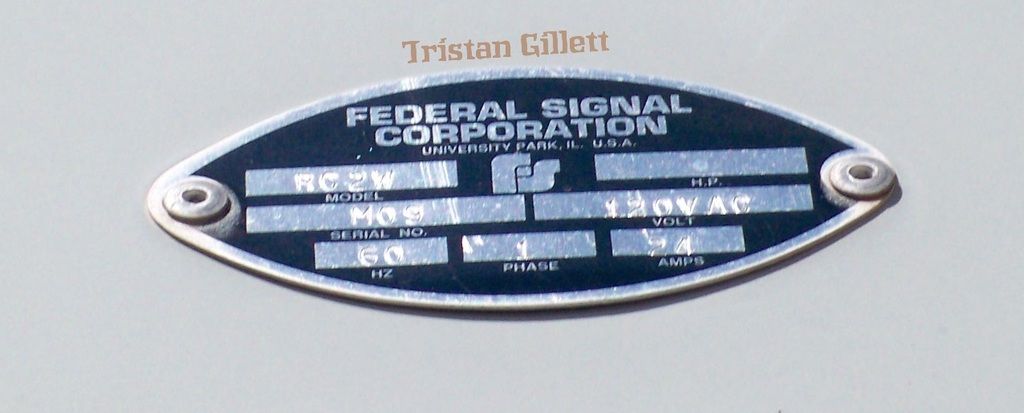 Tristan Gillett
FEDERAL SIGNAL
CORPORATION
UNIVERSITY PARK, IL. U.S.A.
RC2W
MODEL
H.P.
M09
SERIAL NO.
120VAC
VOLT
60
HZ
1
PHASE
24
AMPS